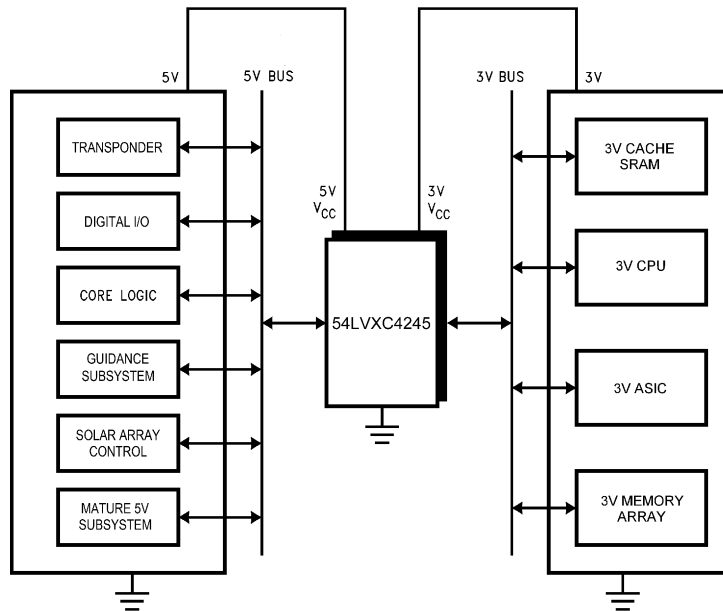 5V
5V BUS
3V BUS
3V
TRANSPONDER
DIGITAL I/O
CORE LOGIC
GUIDANCE
SUBSYSTEM
SOLAR ARRAY
CONTROL
MATURE 5V
SUBSYSTEM
5V
VCC
3V
VCC
54LVXC4245
3V CACHE
SRAM
3V CPU
3V ASIC
3V MEMORY
ARRAY